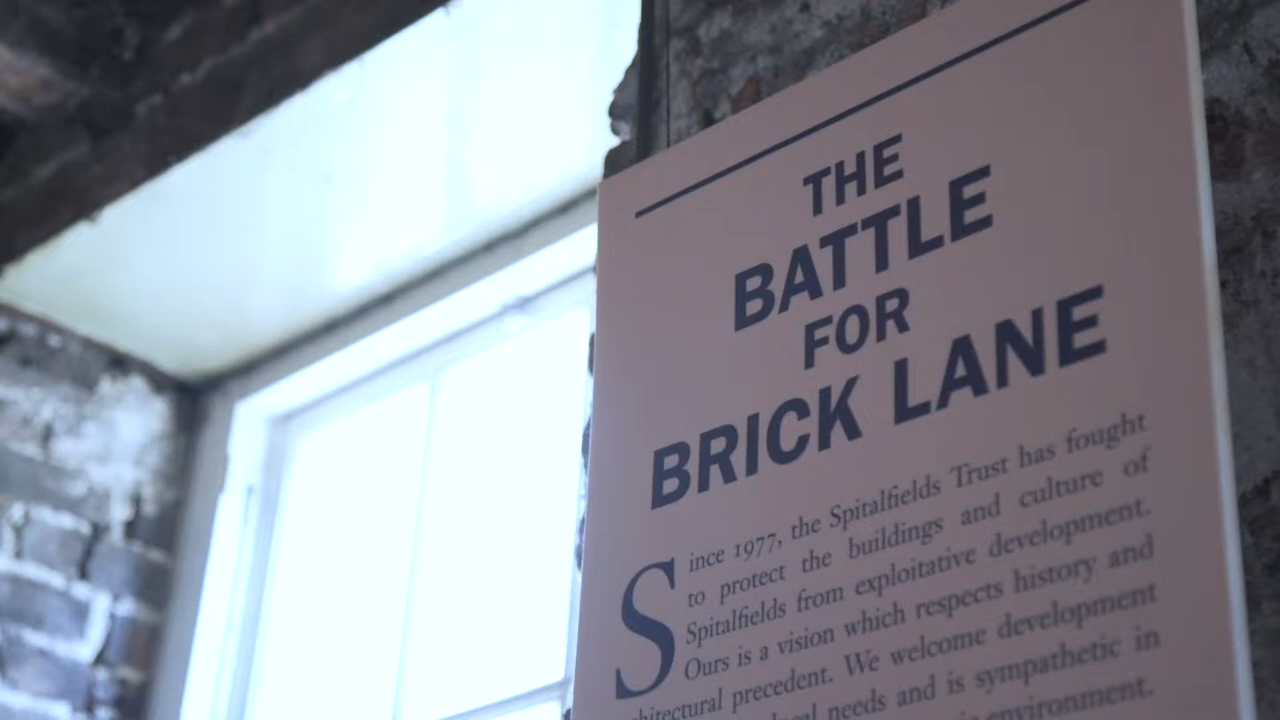 THE
BATTLE
FOR
BRICK LANE
Since 1977, the Spitalfields Trust has fought
to protect the buildings and culture of
Spitalfields from exploitative development.
Ours is a vision which respects history and
chitectural precedent. We welcome development
needs and is sympathetic in
environment.